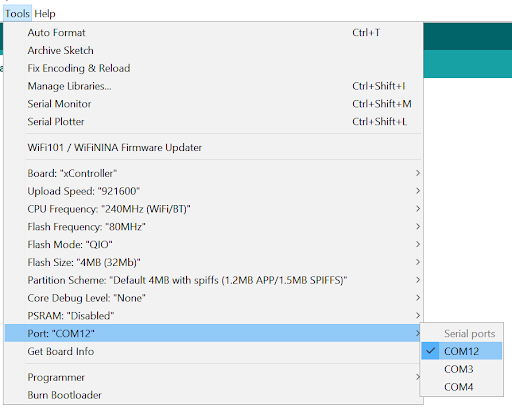 Tools Help
Auto Format Ctrl+T
Archive Sketch
Fix Encoding & Reload
Manage Libraries... Ctrl+Shift+I
Serial Monitor Ctrl+Shift+M
Serial Plotter Ctrl+Shift+L
WiFi101 / WiFiNINA Firmware Updater
Board: "xController"
Upload Speed: "921600"
CPU Frequency: "240MHz (WiFi/BT)"
Flash Frequency: "80MHz"
Flash Mode: "QIO"
Flash Size: "4MB (32Mb)"
Partition Scheme: "Default 4MB with spiffs (1.2MB APP/1.5MB SPIFFS)"
Core Debug Level: "None"
PSRAM: "Disabled"
Port: "COM12"
Serial ports
Get Board Info
COM12
COM3
Programmer
COM4
Burn Bootloader